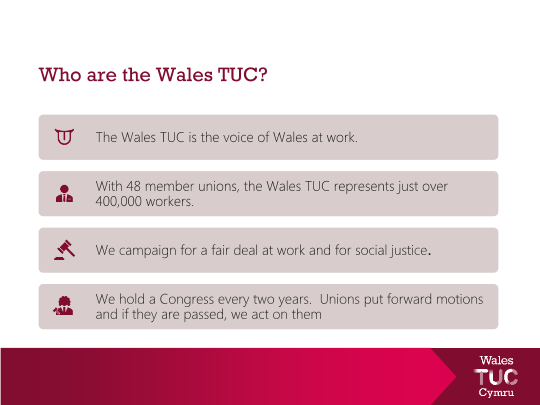 Who are the Wales TUC?
The Wales TUC is the voice of Wales at work.
With 48 member unions, the Wales TUC represents just over
400,000 workers.
We campaign for a fair deal at work and for social justice.
We hold a Congress every two years.  Unions put forward motions
and if they are passed, we act on them
Wales
TUC
Cymru